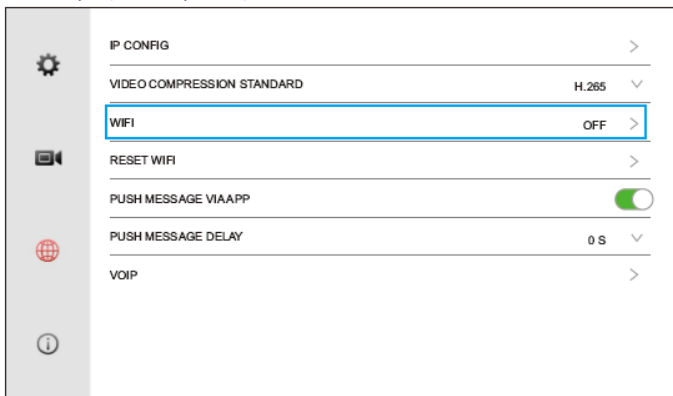 IP CONFIG
VIDEO COMPRESSION STANDARD H.265
WIFI OFF
RESET WIFI
PUSH MESSAGE VIAAPP
PUSH MESSAGE DELAY 0 S
VOIP